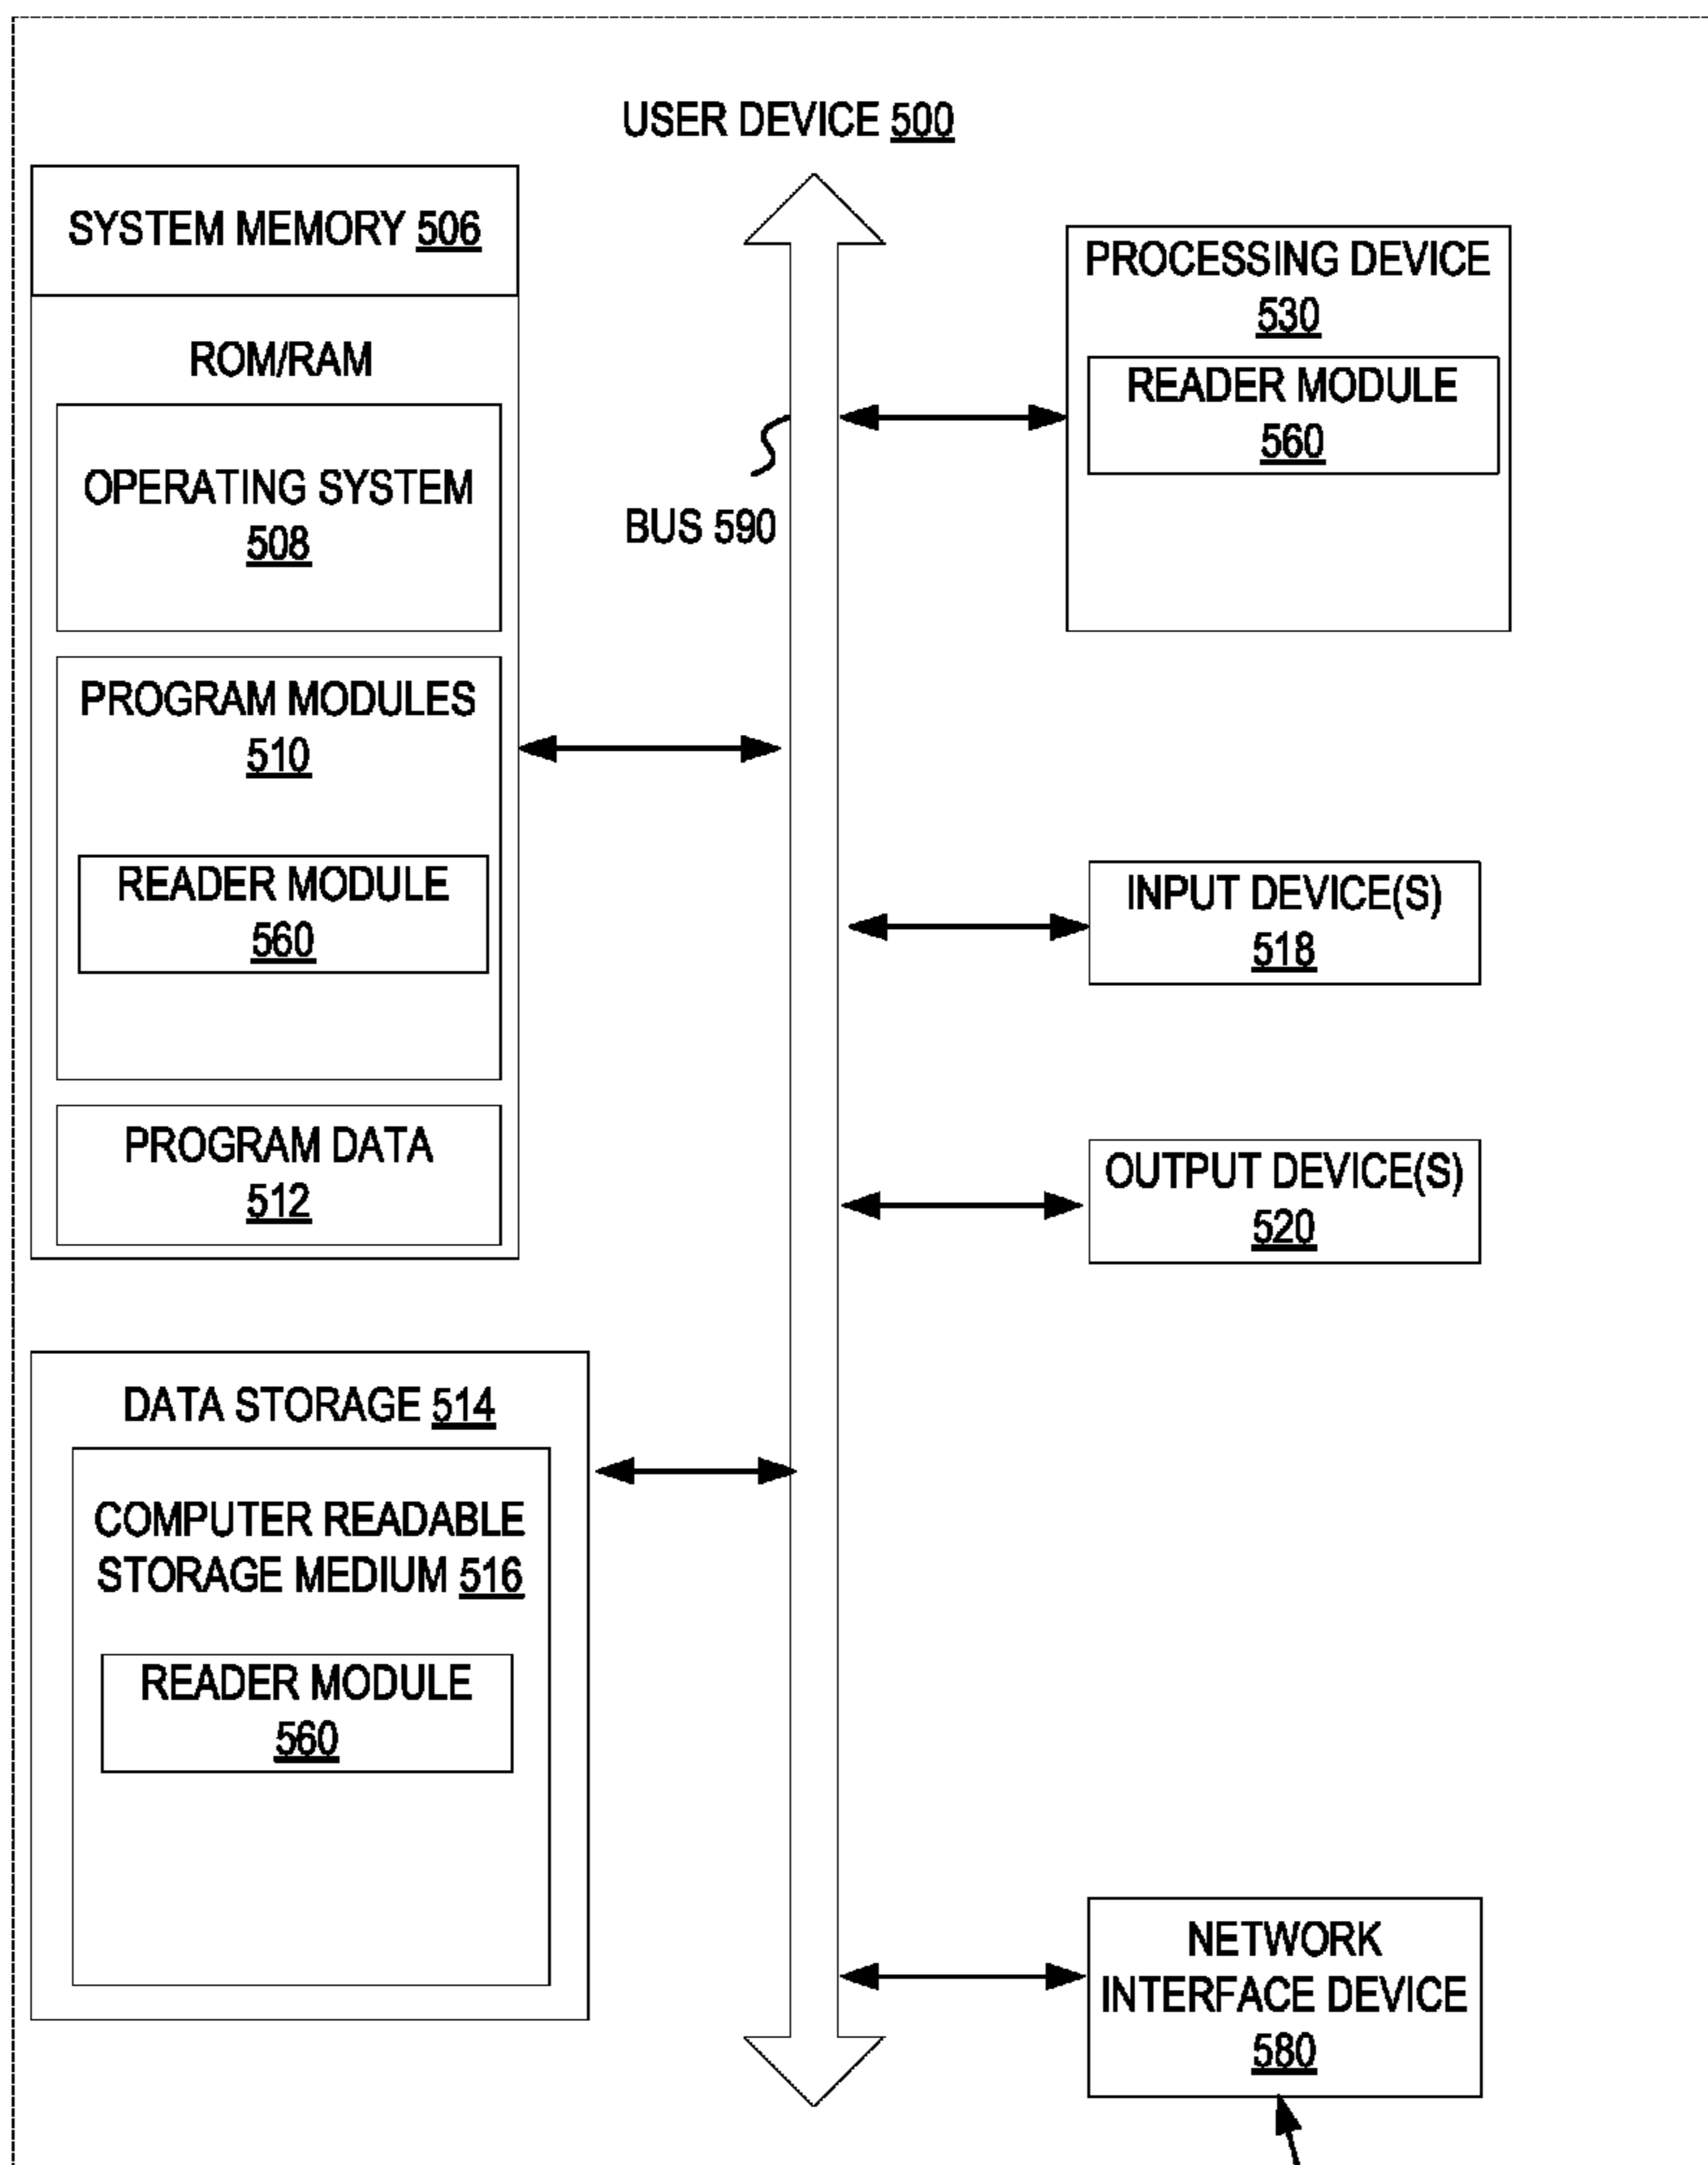 USER DEVICE 500
SYSTEM MEMORY 506
ROM/RAM
OPERATING SYSTEM
508
PROGRAM MODULES
510
READER MODULE
560
PROGRAM DATA
512
DATA STORAGE 514
COMPUTER READABLE
STORAGE MEDIUM 516
READER MODULE
560
BUS 590
PROCESSING DEVICE
530
READER MODULE
560
INPUT DEVICE(S)
518
OUTPUT DEVICE(S)
520
NETWORK
INTERFACE DEVICE
580